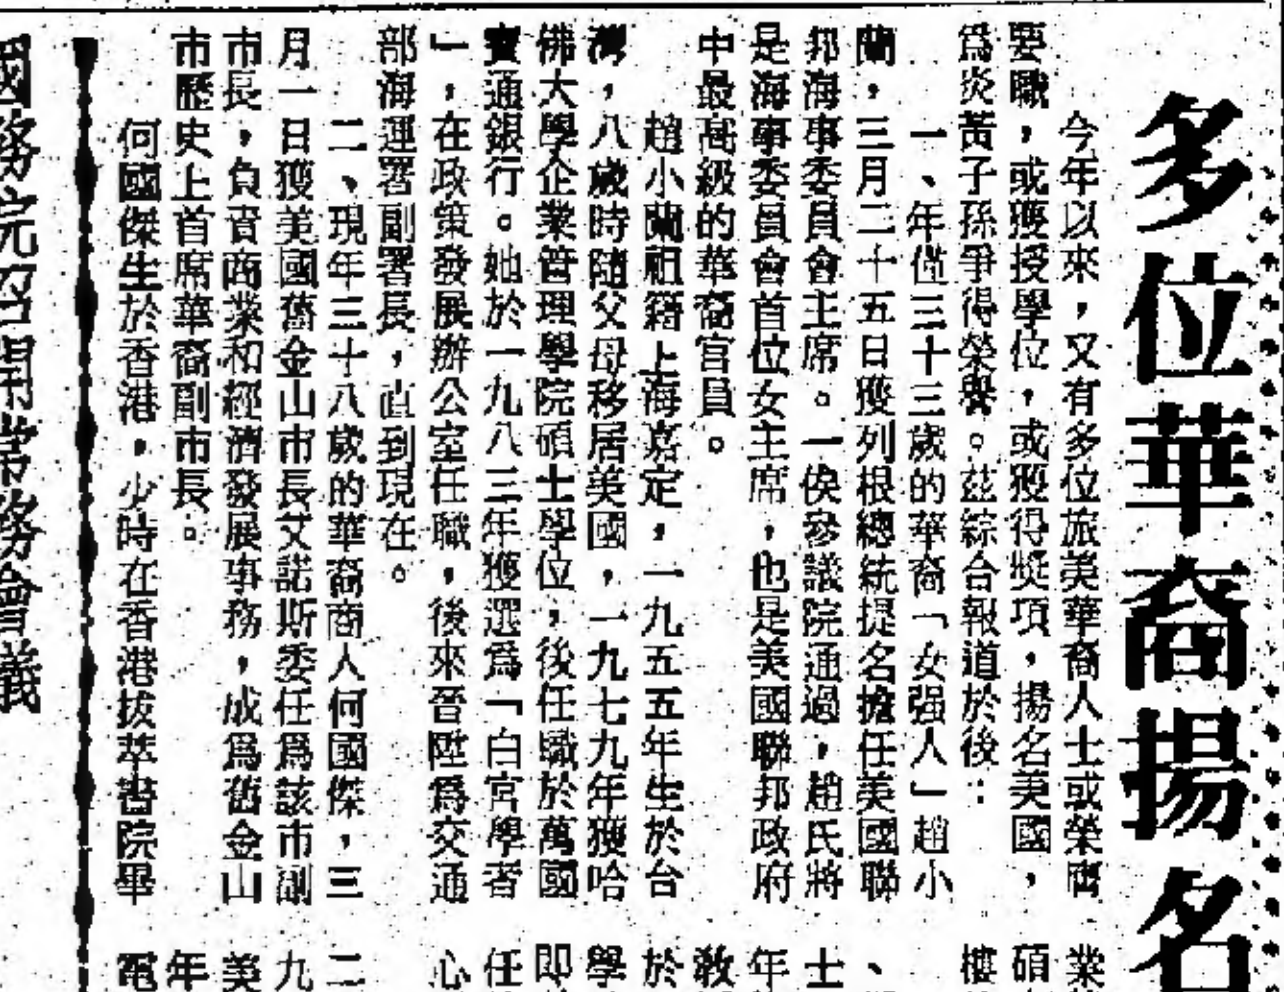 多位華裔揚名
今年以來，又有多位旅美華裔人士或榮膺
要職，或獲授學位，或獲得獎項，揚名美國，
爲炎黃子孫爭得榮譽。茲綜合報道於後：
一、年僅三十三歲的華裔「女强人」趙小
蘭，三月二十五日獲列根總統提名擔任美國聯
邦海事委員會主席。一俟參議院通過，趙氏將
是海事委員會首位女主席，也是美國聯邦政府
中最高級的華裔官員。
趙小蘭祖籍上海嘉定，一九五五年生於台
灣，八歲時隨父母移居美國，一九七九年獲哈
佛大學企業管理學院碩士學位，後任職於萬國
寶通銀行。她於一九八三年獲選爲「白宮學者
」，在政策發展辦公室任職，後來晉陞爲交通
部海運署副署長，直到現在。
二、現年三十八歲的華裔商人何國傑，三
月一日獲美國舊金山市長艾諾斯委任爲該市副
市長，負責商業和經濟發展事務，成爲舊金山
市歷史上首席華裔副市長。
何國傑生於香港，少時在香港拔萃書院畢
業
碩
樓
、
士
年
教
於
學
即
任
心
二
九
美
年
電
國務院召開常務會議